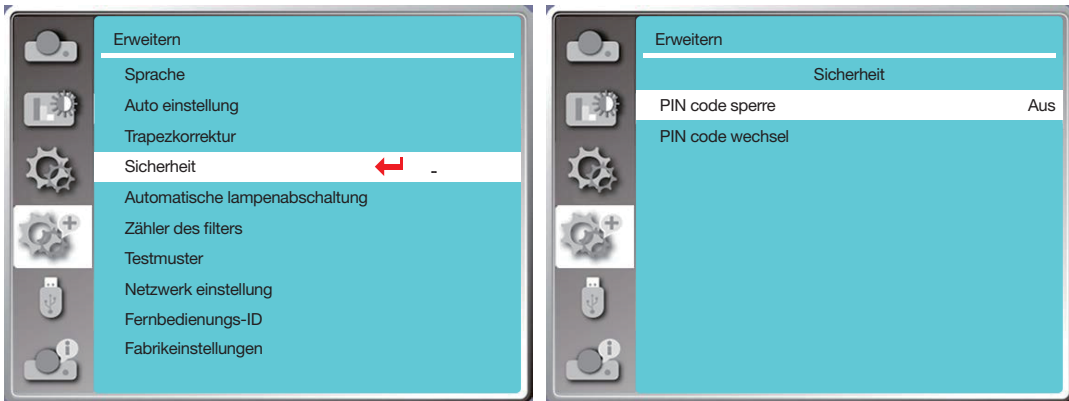 Erweitern
Sprache
Auto einstellung
Trapezkorrektur
Sicherheit -
Automatische lampenabschaltung
Zähler des filters
Testmuster
Netzwerk einstellung
Fernbedienungs-ID
Fabrikeinstellungen
Erweitern
Sicherheit
PIN code sperre Aus
PIN code wechsel